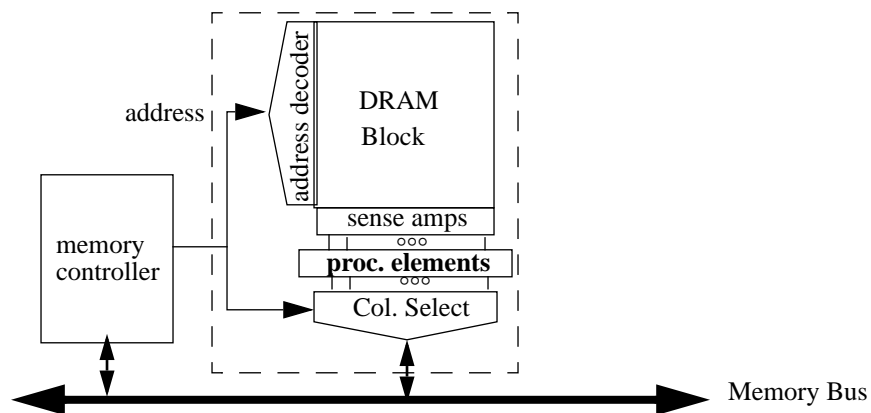 address decoder
DRAM
Block
address
sense amps
memory
controller
proc. elements
Col. Select
Memory Bus